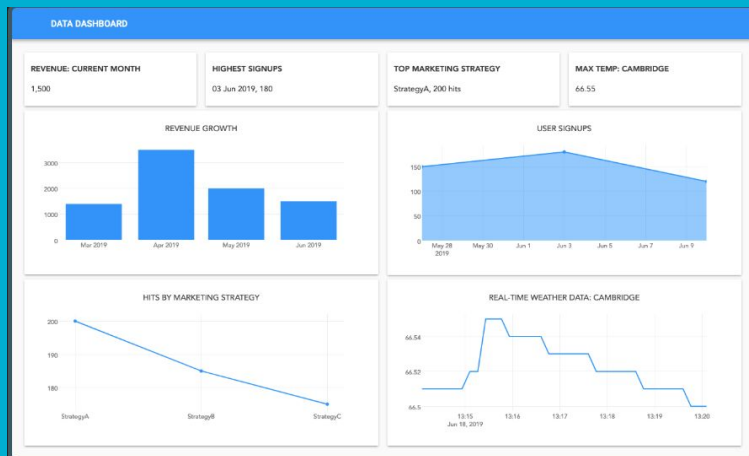 DATA DASHBOARD
REVENUE: CURRENT MONTH
1,500
HIGHEST SIGNUPS
03 Jun 2019, 180
TOP MARKETING STRATEGY
StrategyA, 200 hits
MAX TEMP: CAMBRIDGE
66.55
REVENUE GROWTH
3000
2000
1000
0
Mar 2019 Apr 2019 May 2019 Jun 2019
USER SIGNUPS
150
100
50
0
May 28 May 30 Jun 1 Jun 3 Jun 5 Jun 7 Jun 9
2019
HITS BY MARKETING STRATEGY
200
190
180
StrategyA StrategyB StrategyC
REAL-TIME WEATHER DATA: CAMBRIDGE
66.54
66.52
66.5
13:15 13:16 13:17 13:18 13:19 13:20
Jun 18, 2019